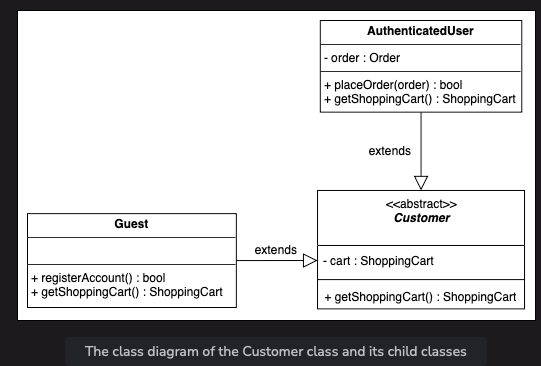 AuthenticatedUser
- order : Order
+ placeOrder(order) : bool
+ getShoppingCart() : ShoppingCart
extends
<<abstract>>
Customer
- cart : ShoppingCart
+ getShoppingCart() : ShoppingCart
Guest
+ registerAccount() : bool
+ getShoppingCart() : ShoppingCart
extends
The class diagram of the Customer class and its child classes